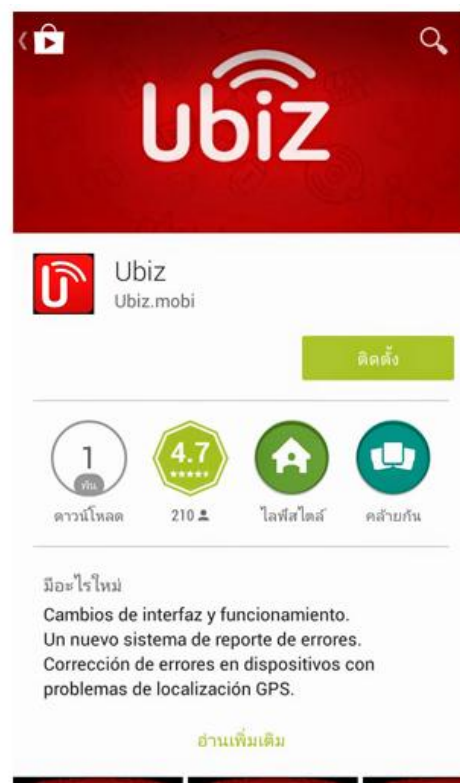 Ubiz
Ubiz
Ubiz.mobi
ติดตั้ง
1
พัน
ดาวน์โหลด
4.7
210
ไลฟ์สไตล์
คล้ายกัน
มีอะไรใหม่
Cambios de interfaz y funcionamiento.
Un nuevo sistema de reporte de errores.
Corrección de errores en dispositivos con
problemas de localización GPS.
อ่านเพิ่มเติม